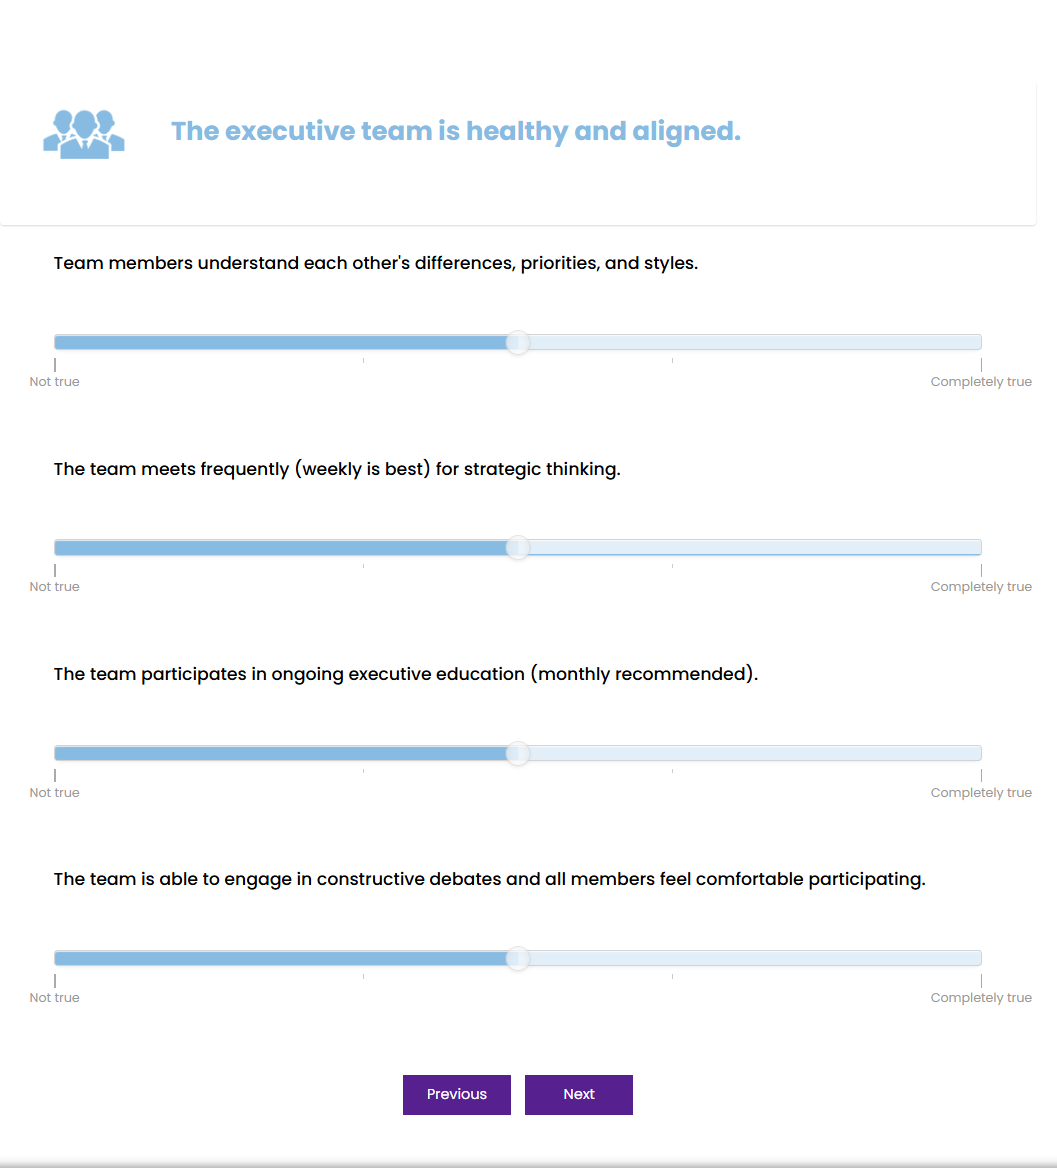 The executive team is healthy and aligned.
Team members understand each other's differences, priorities, and styles.
Not true
Completely true
The team meets frequently (weekly is best) for strategic thinking.
Not true
Completely true
The team participates in ongoing executive education (monthly recommended).
Not true
Completely true
The team is able to engage in constructive debates and all members feel comfortable participating.
Not true
Completely true
Previous
Next